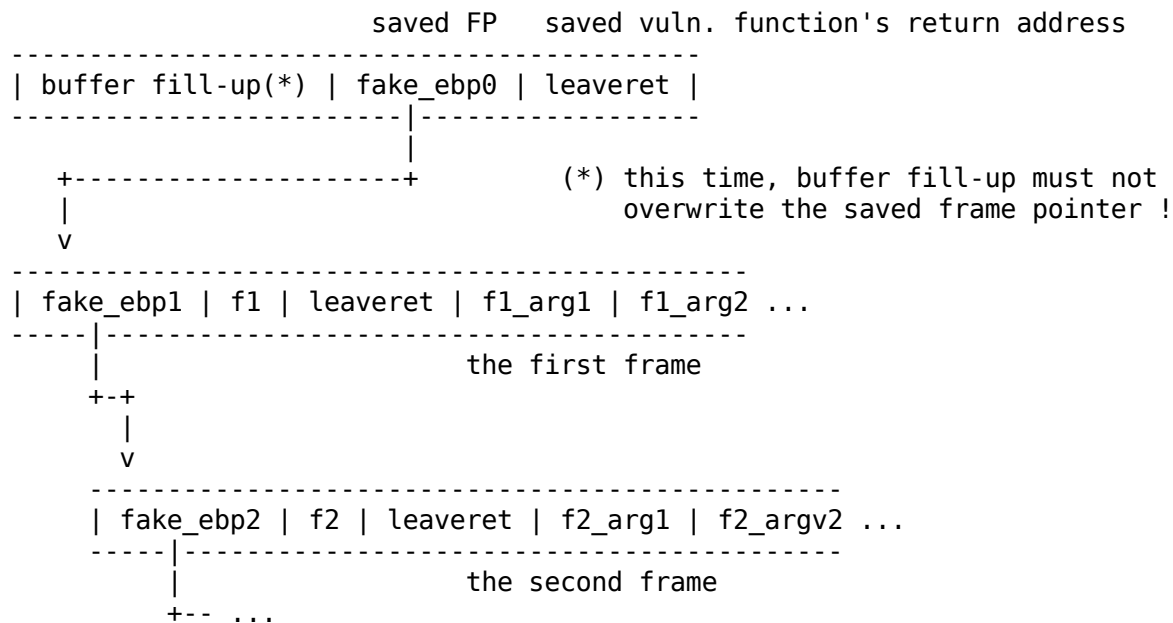 saved FP saved vuln. function's return address
| buffer fill-up(*) | fake_ebp0 | leaveret |
(*) this time, buffer fill-up must not
overwrite the saved frame pointer !
| fake_ebp1 | f1 | leaveret | f1_arg1 | f1_arg2 ...
the first frame
| fake_ebp2 | f2 | leaveret | f2_arg1 | f2_argv2 ...
the second frame
+-- ...